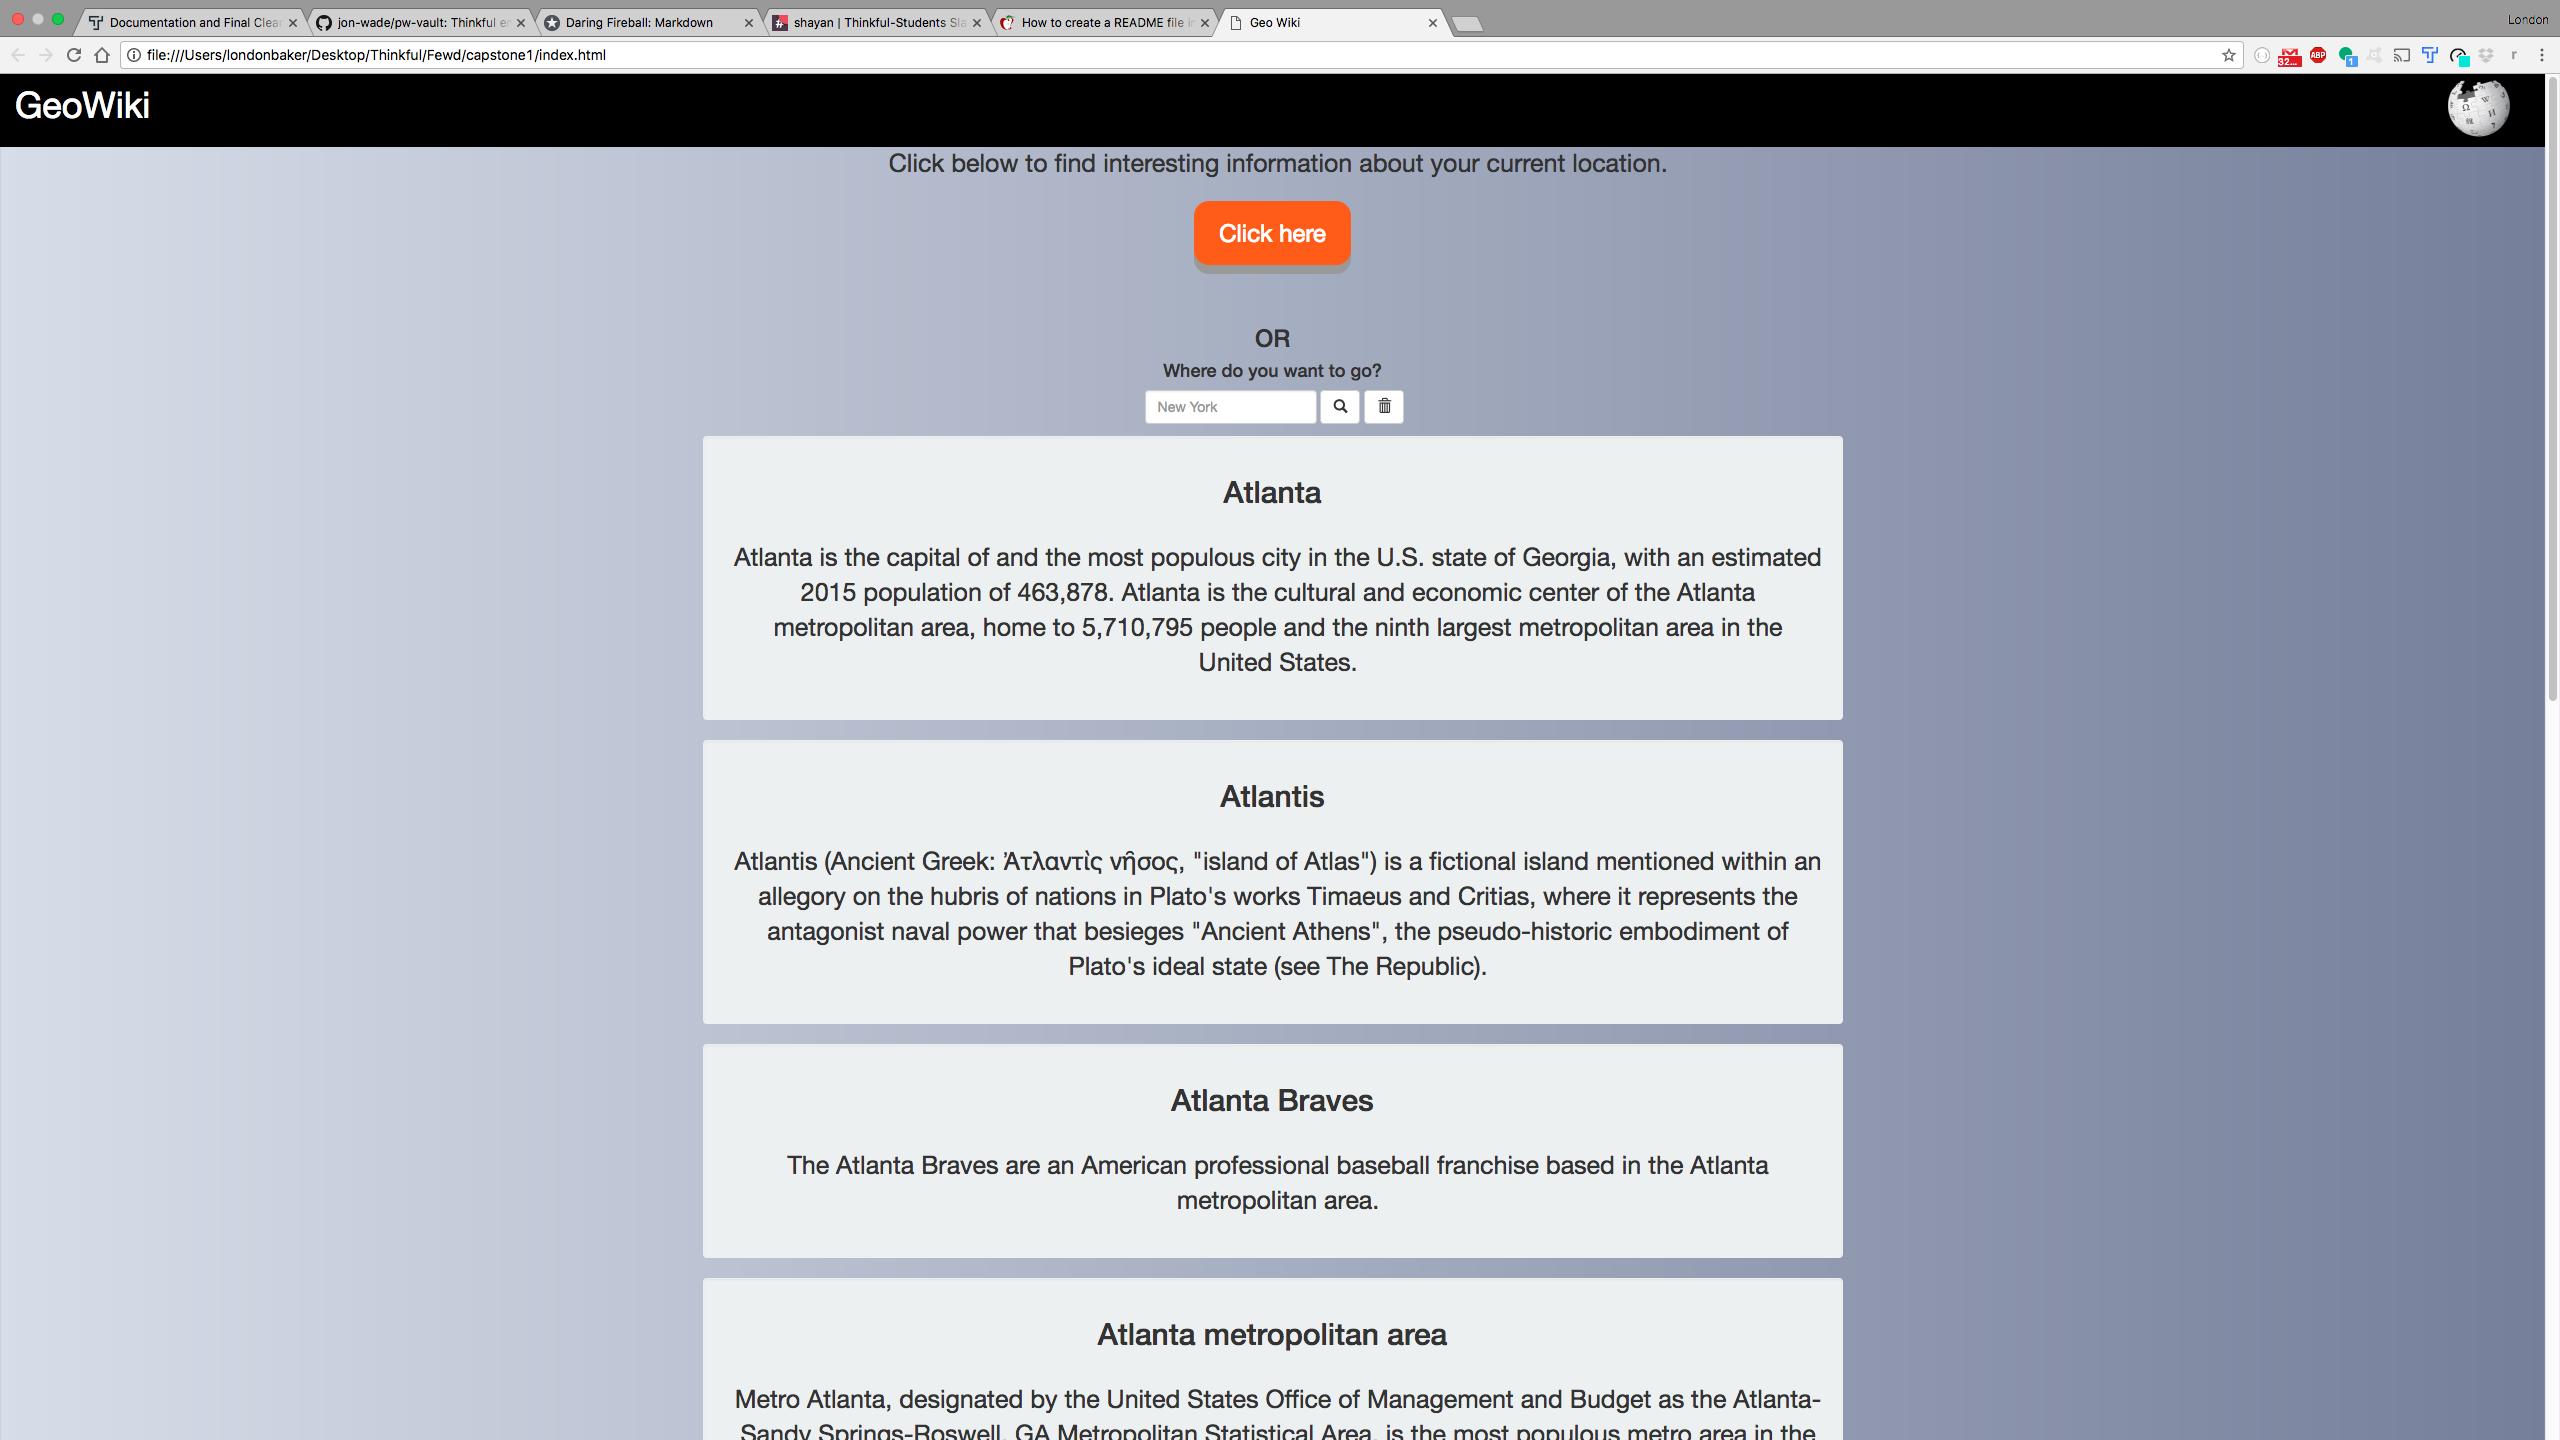 London
Documentation and Final Clea
jon-wade/pw-vault: Thinkful en
Daring Fireball: Markdown
shayan | Thinkful-Students Sla
How to create a README file in
Geo Wiki
file:///Users/londonbaker/Desktop/Thinkful/Fewd/capstone1/index.html
32...
ABP
1
r
GeoWiki
Click below to find interesting information about your current location.
Click here
OR
Where do you want to go?
New York
Atlanta
Atlanta is the capital of and the most populous city in the U.S. state of Georgia, with an estimated
2015 population of 463,878. Atlanta is the cultural and economic center of the Atlanta
metropolitan area, home to 5,710,795 people and the ninth largest metropolitan area in the
United States.
Atlantis
Atlantis (Ancient Greek: Ἀτλαντὶς νῆσος, "island of Atlas") is a fictional island mentioned within an
allegory on the hubris of nations in Plato's works Timaeus and Critias, where it represents the
antagonist naval power that besieges "Ancient Athens", the pseudo-historic embodiment of
Plato's ideal state (see The Republic).
Atlanta Braves
The Atlanta Braves are an American professional baseball franchise based in the Atlanta
metropolitan area.
Atlanta metropolitan area
Metro Atlanta, designated by the United States Office of Management and Budget as the Atlanta-
Sandy Springs-Roswell, GA Metropolitan Statistical Area, is the most populous metro area in the